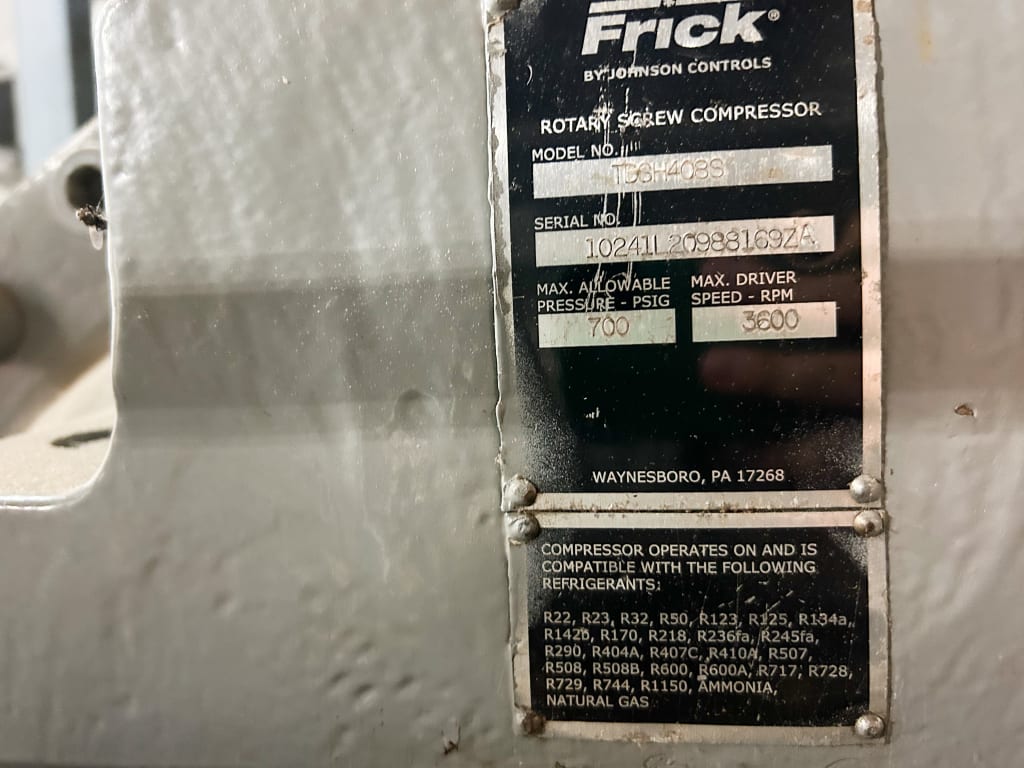 Frick®
BY JOHNSON CONTROLS
ROTARY SCREW COMPRESSOR
MODEL NO.
TDGH408S
SERIAL NO.
10241L20988169ZA
MAX. ALLOWABLE
PRESSURE - PSIG
700
MAX. DRIVER
SPEED - RPM
3600
WAYNESBORO, PA 17268
COMPRESSOR OPERATES ON AND IS
COMPATIBLE WITH THE FOLLOWING
REFRIGERANTS:
R22, R23, R32, R50, R123, R125, R134a,
R142b, R170, R218, R236fa, R245fa,
R290, R404A, R407C, R410A, R507,
R508, R508B, R600, R600A, R717, R728,
R729, R744, R1150, AMMONIA,
NATURAL GAS